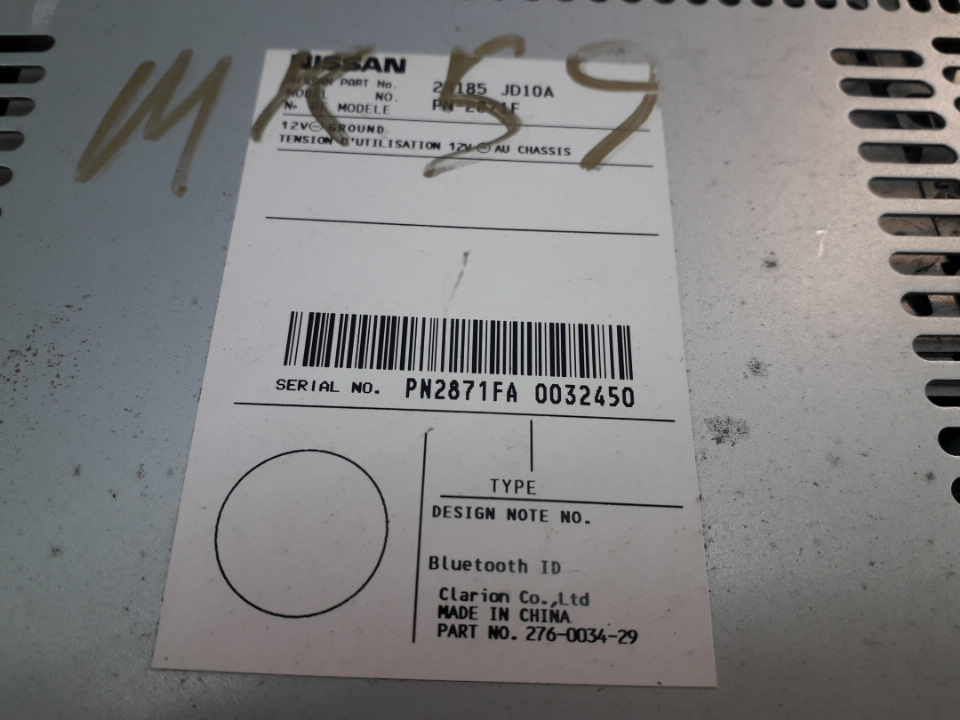 MK59
NISSAN
PART No. JD10A
NO.
MODELE
12V⊖ GROUND
TENSION D'UTILISATION 12V ⊖ AU CHASSIS
SERIAL NO. PN2871FA 0032450
TYPE
DESIGN NOTE NO.
Bluetooth ID
Clarion Co.,Ltd
MADE IN CHINA
PART NO. 276-0034-29